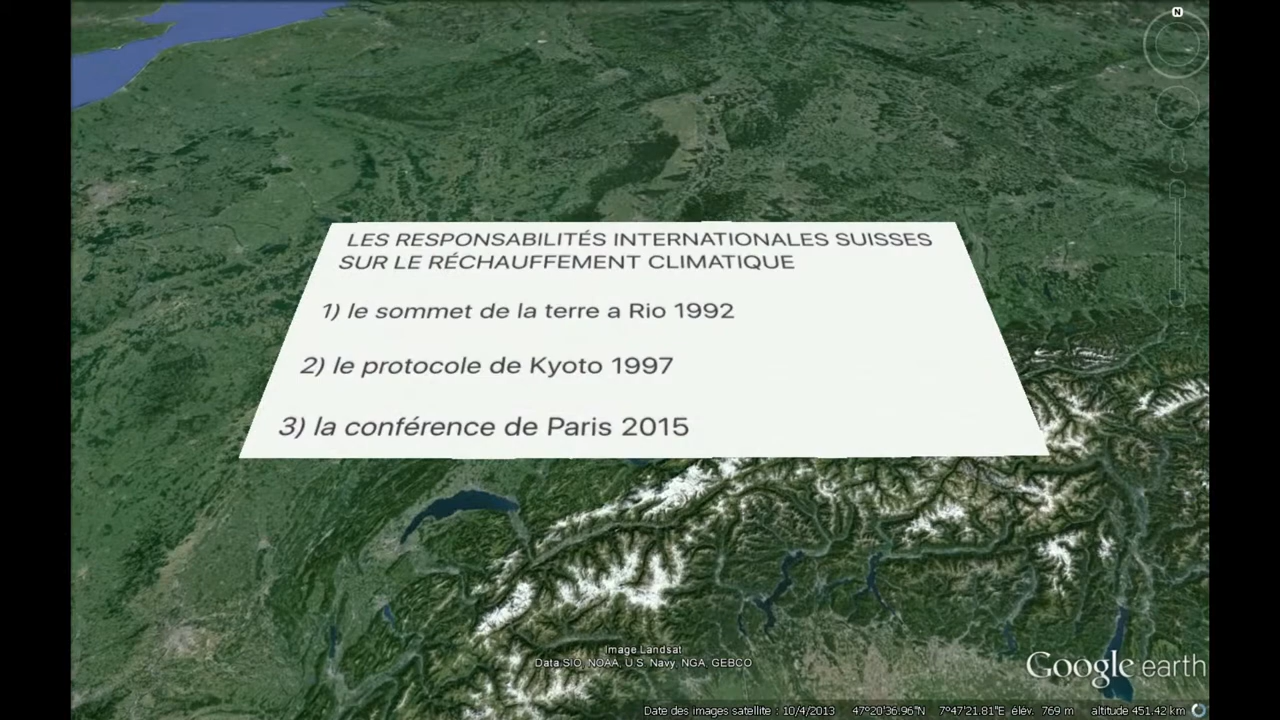 N
LES RESPONSABILITÉS INTERNATIONALES SUISSES
SUR LE RÉCHAUFFEMENT CLIMATIQUE
1) le sommet de la terre a Rio 1992
2) le protocole de Kyoto 1997
3) la conférence de Paris 2015
Image Landsat
Data SIO, NOAA, U.S. Navy, NGA, GEBCO
Google earth
Date des images satellite : 10/4/2013 47°20'36.96"N 7°47'21.81"E élév. 769 m altitude 451.42 km